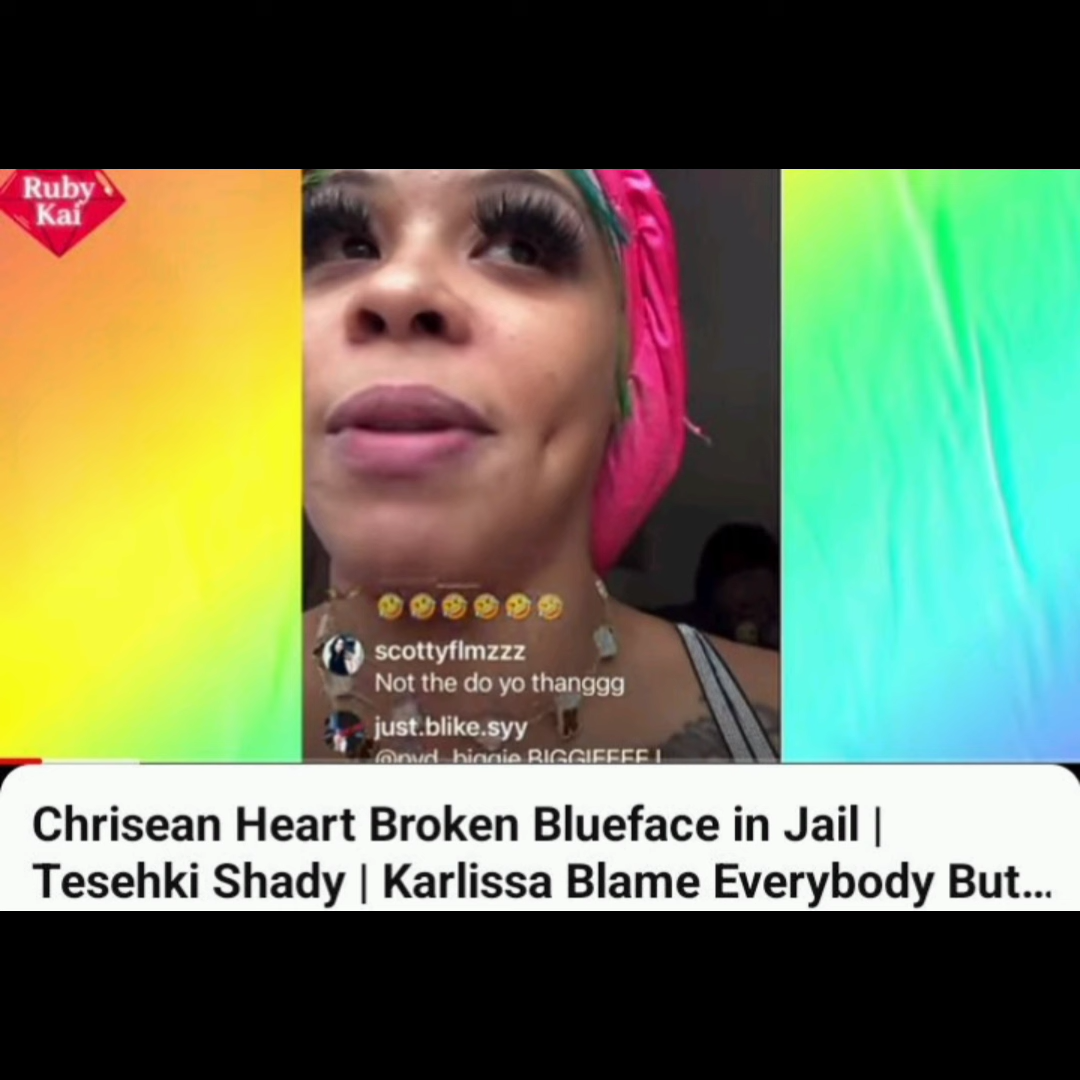 Ruby
Kai
🤣🤣🤣🤣🤣🤣
scottyflmzzz
Not the do yo thanggg
just.blike.syy
BIGGIEEEE
Chrisean Heart Broken Blueface in Jail |
Tesehki Shady | Karlissa Blame Everybody But...